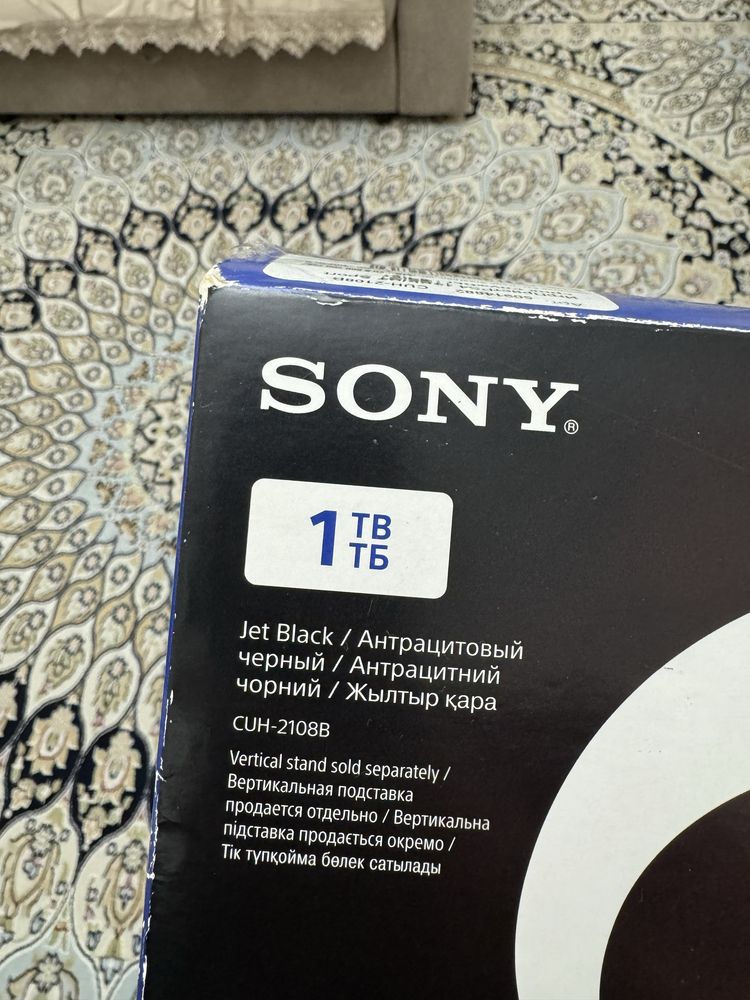 SONY®
1 TB
ТБ
Jet Black / Антрацитовый
черный / Антрацитний
чорний / Жылтыр қара
CUH-2108B
Vertical stand sold separately /
Вертикальная подставка
продается отдельно / Вертикальна
підставка продається окремо /
Тік тұпқойма бөлек сатылады